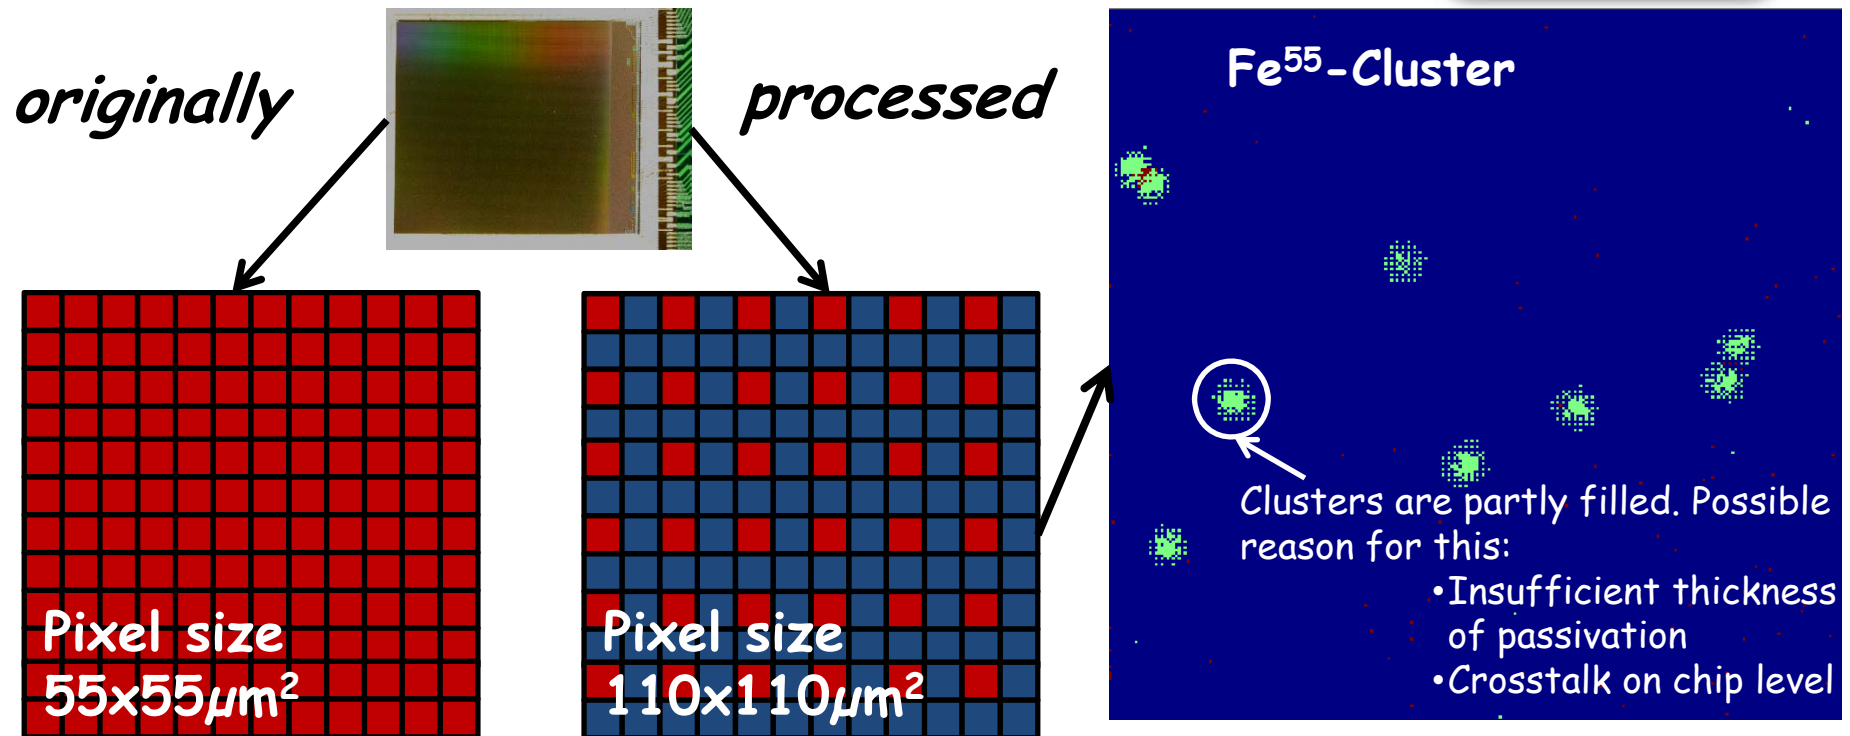 originally
processed
Pixel size
55x55µm²
Pixel size
110x110µm²
Fe⁵⁵-Cluster
Clusters are partly filled. Possible
reason for this:
•Insufficient thickness
of passivation
•Crosstalk on chip level